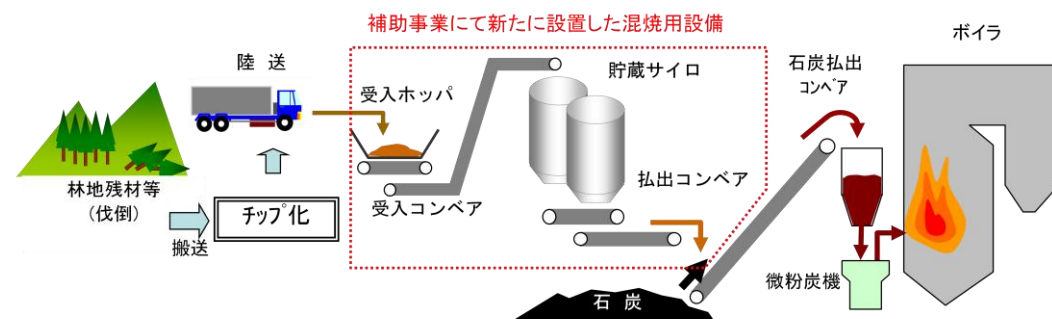 補助事業にて新たに設置した混焼用設備
ボイラ
陸 送
受入ホッパ
貯蔵サイロ
石炭払出
コンベア
林地残材等
(伐倒)
搬送
チップ化
受入コンベア
払出コンベア
石 炭
微粉炭機